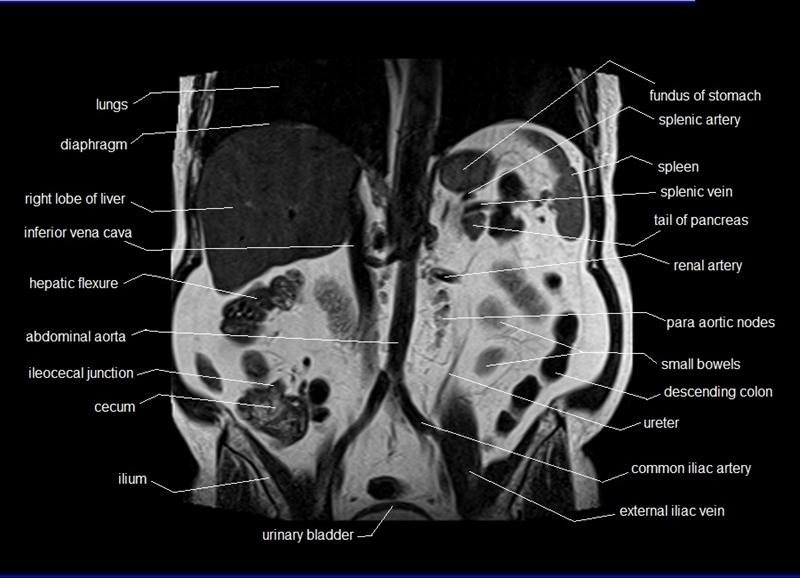 lungs
diaphragm
right lobe of liver
inferior vena cava
hepatic flexure
abdominal aorta
ileocecal junction
cecum
ilium
urinary bladder
fundus of stomach
splenic artery
spleen
splenic vein
tail of pancreas
renal artery
para aortic nodes
small bowels
descending colon
ureter
common iliac artery
external iliac vein